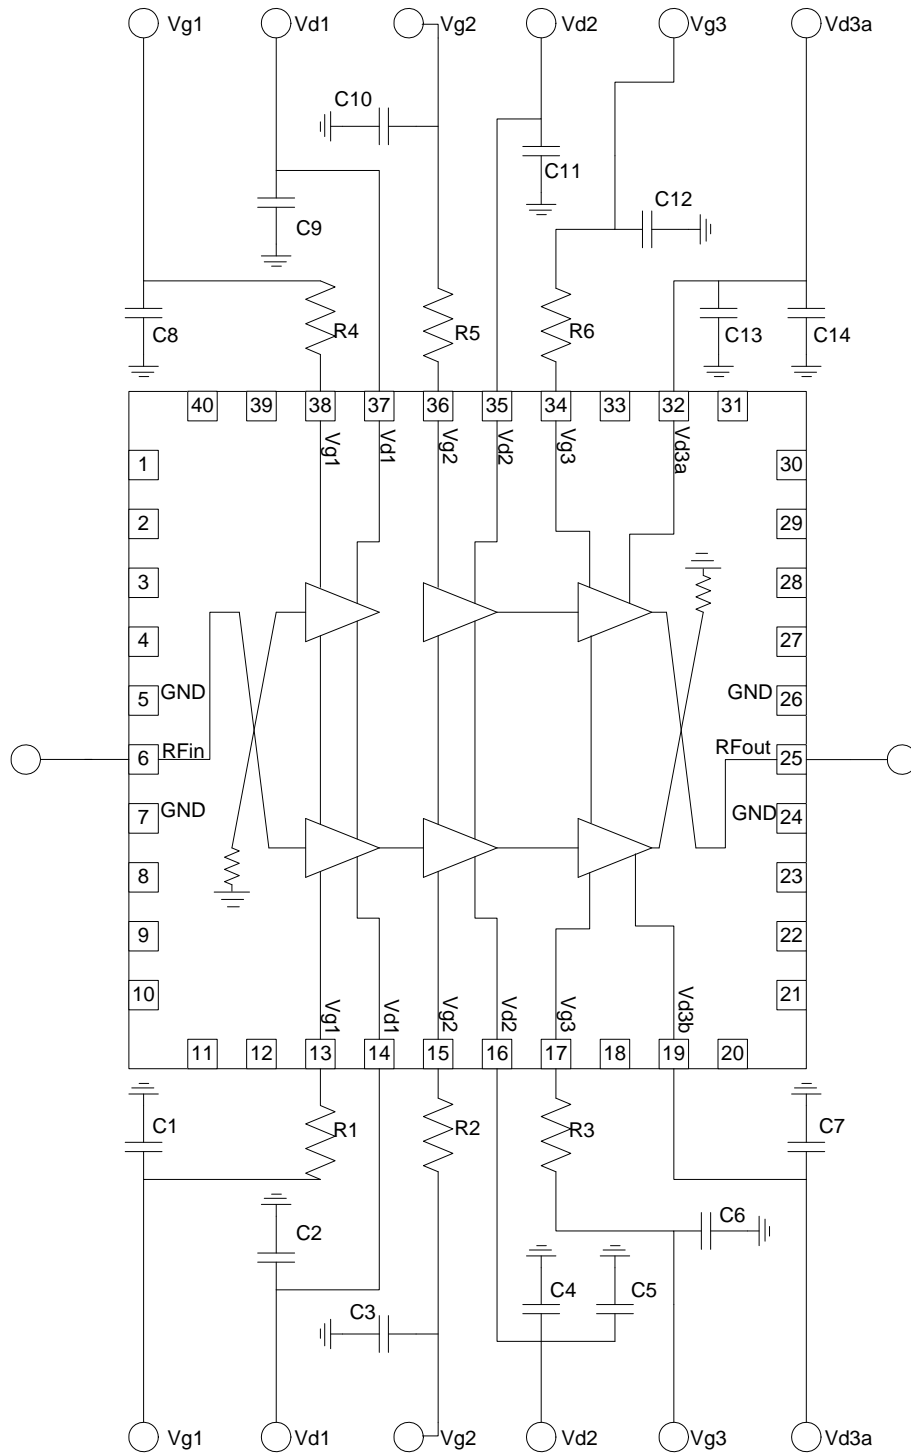 Vg1 Vd1 Vg2 Vd2 Vg3 Vd3a
C10
C11
C12
C9
C8 R4 R5 R6 C13 C14
40 39 38 37 36 35 34 33 32 31
Vg1 Vd1 Vg2 Vd2 Vg3 Vd3a
1 30
2 29
3 28
4 27
5 GND GND 26
6 RFin RFout 25
7 GND GND 24
8 23
9 22
10 21
Vg1 Vd1 Vg2 Vd2 Vg3 Vd3b
11 12 13 14 15 16 17 18 19 20
C1 R1 R2 R3 C7
C2 C6
C4 C5
C3
Vg1 Vd1 Vg2 Vd2 Vg3 Vd3a